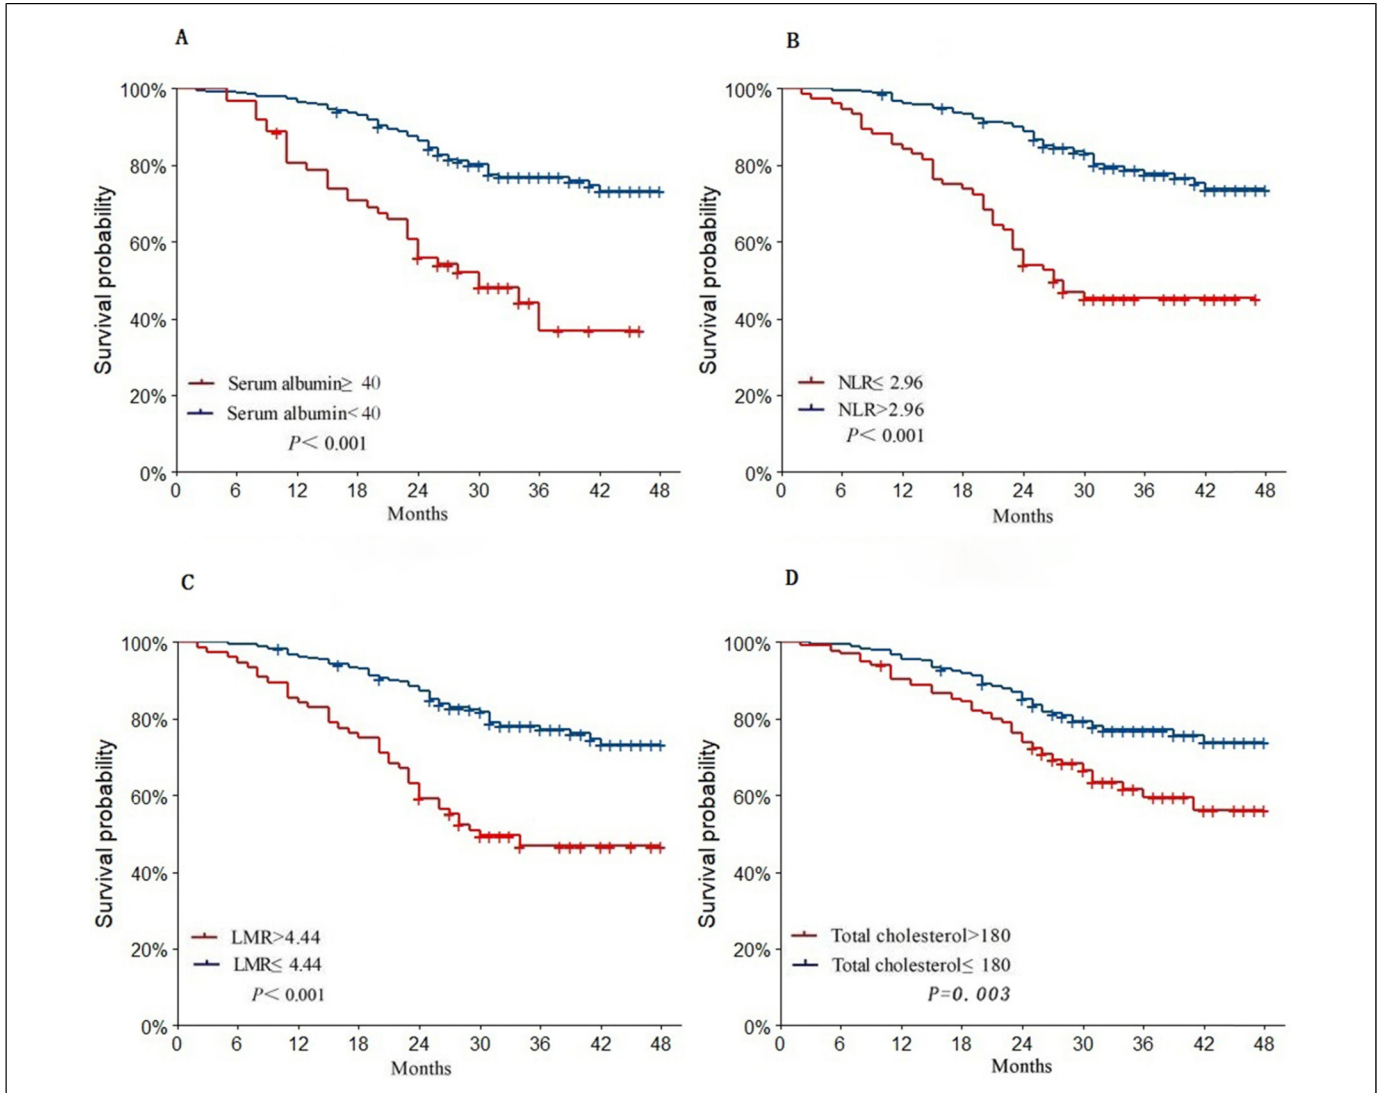 A
100%
80%
60%
40%
20%
0%
Survival probability
Serum albumin≥ 40
Serum albumin< 40
P< 0.001
0 6 12 18 24 30 36 42 48
Months
B
100%
80%
60%
40%
20%
0%
Survival probability
NLR≤ 2.96
NLR>2.96
P< 0.001
0 6 12 18 24 30 36 42 48
Months
C
100%
80%
60%
40%
20%
0%
Survival probability
LMR>4.44
LMR≤ 4.44
P< 0.001
0 6 12 18 24 30 36 42 48
Months
D
100%
80%
60%
40%
20%
0%
Survival probability
Total cholesterol>180
Total cholesterol≤ 180
P=0.003
0 6 12 18 24 30 36 42 48
Months